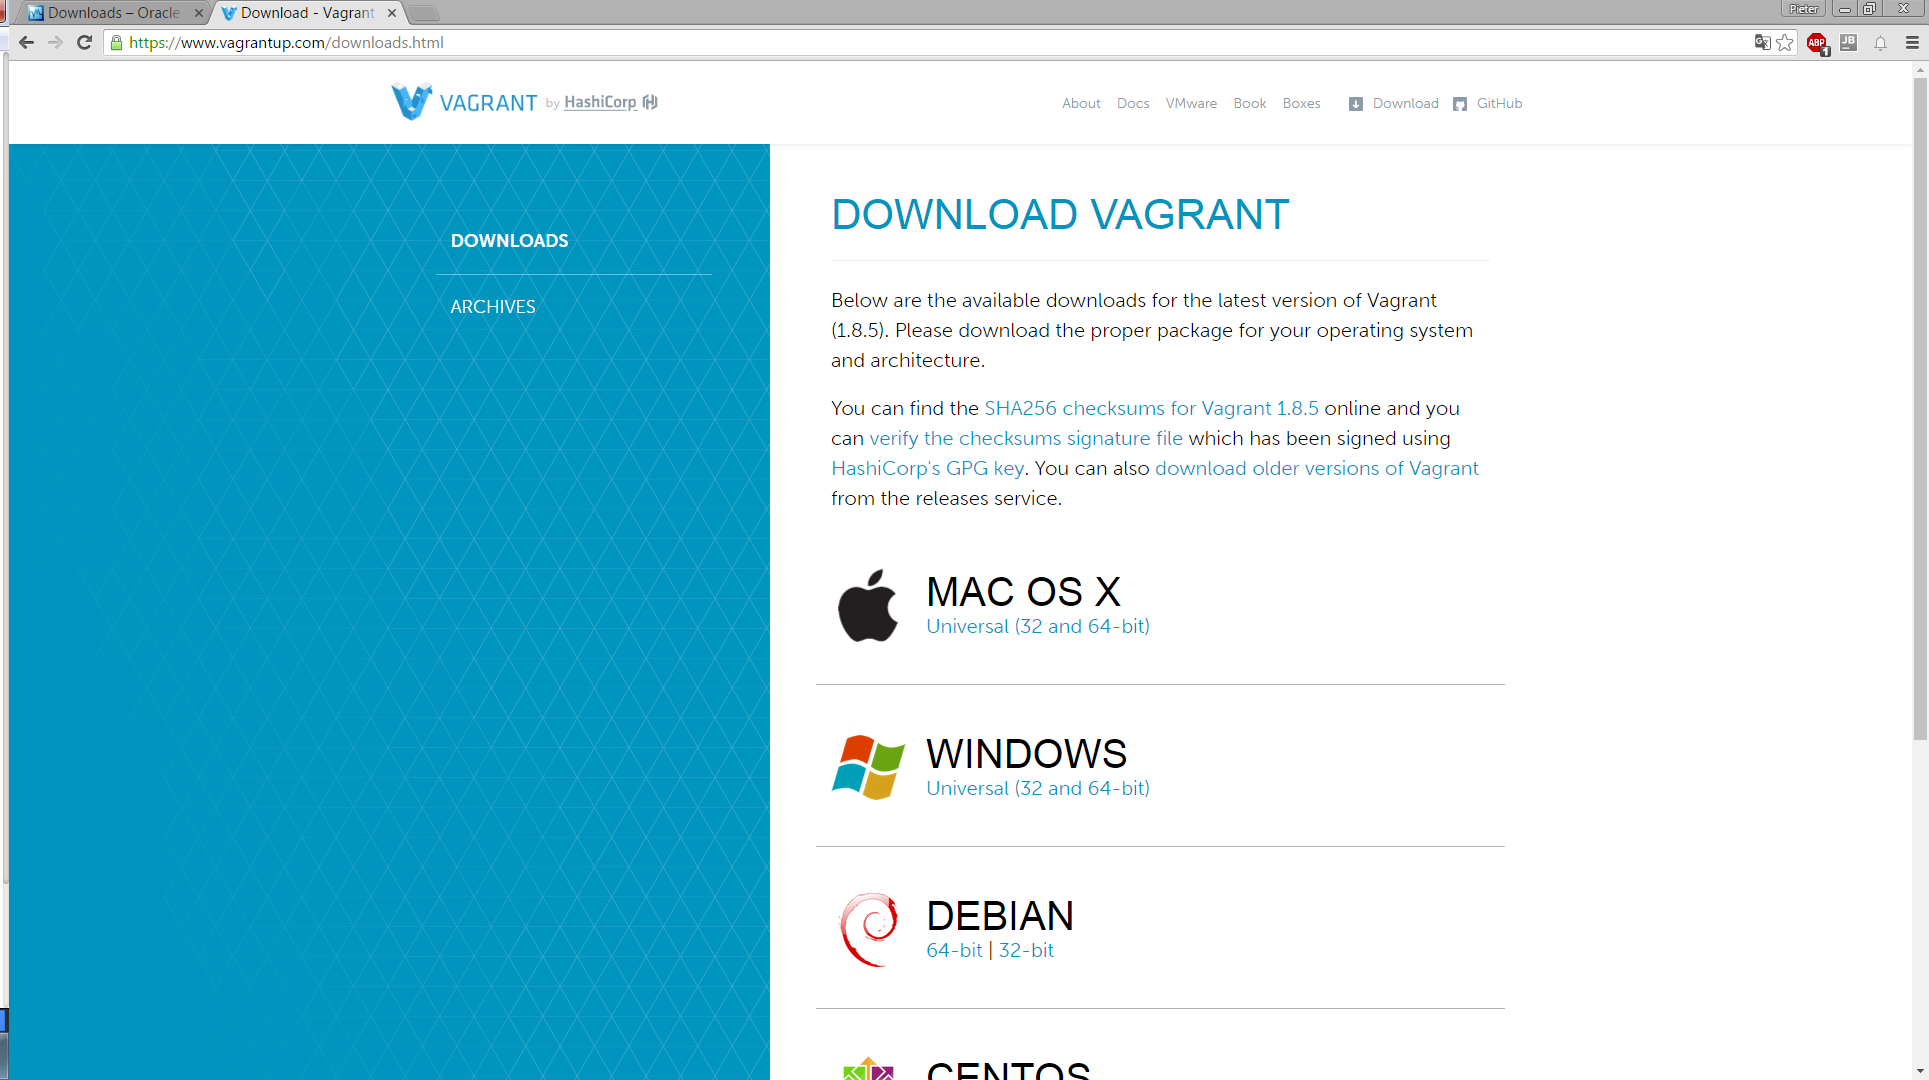 Downloads – Oracle
Download - Vagrant
Pieter
https://www.vagrantup.com/downloads.html
ABP
1
JB
VAGRANT by HashiCorp
About Docs VMware Book Boxes Download GitHub
DOWNLOADS
ARCHIVES
DOWNLOAD VAGRANT
Below are the available downloads for the latest version of Vagrant
(1.8.5). Please download the proper package for your operating system
and architecture.
You can find the SHA256 checksums for Vagrant 1.8.5 online and you
can verify the checksums signature file which has been signed using
HashiCorp's GPG key. You can also download older versions of Vagrant
from the releases service.
MAC OS X
Universal (32 and 64-bit)
WINDOWS
Universal (32 and 64-bit)
DEBIAN
64-bit | 32-bit
CENTOS